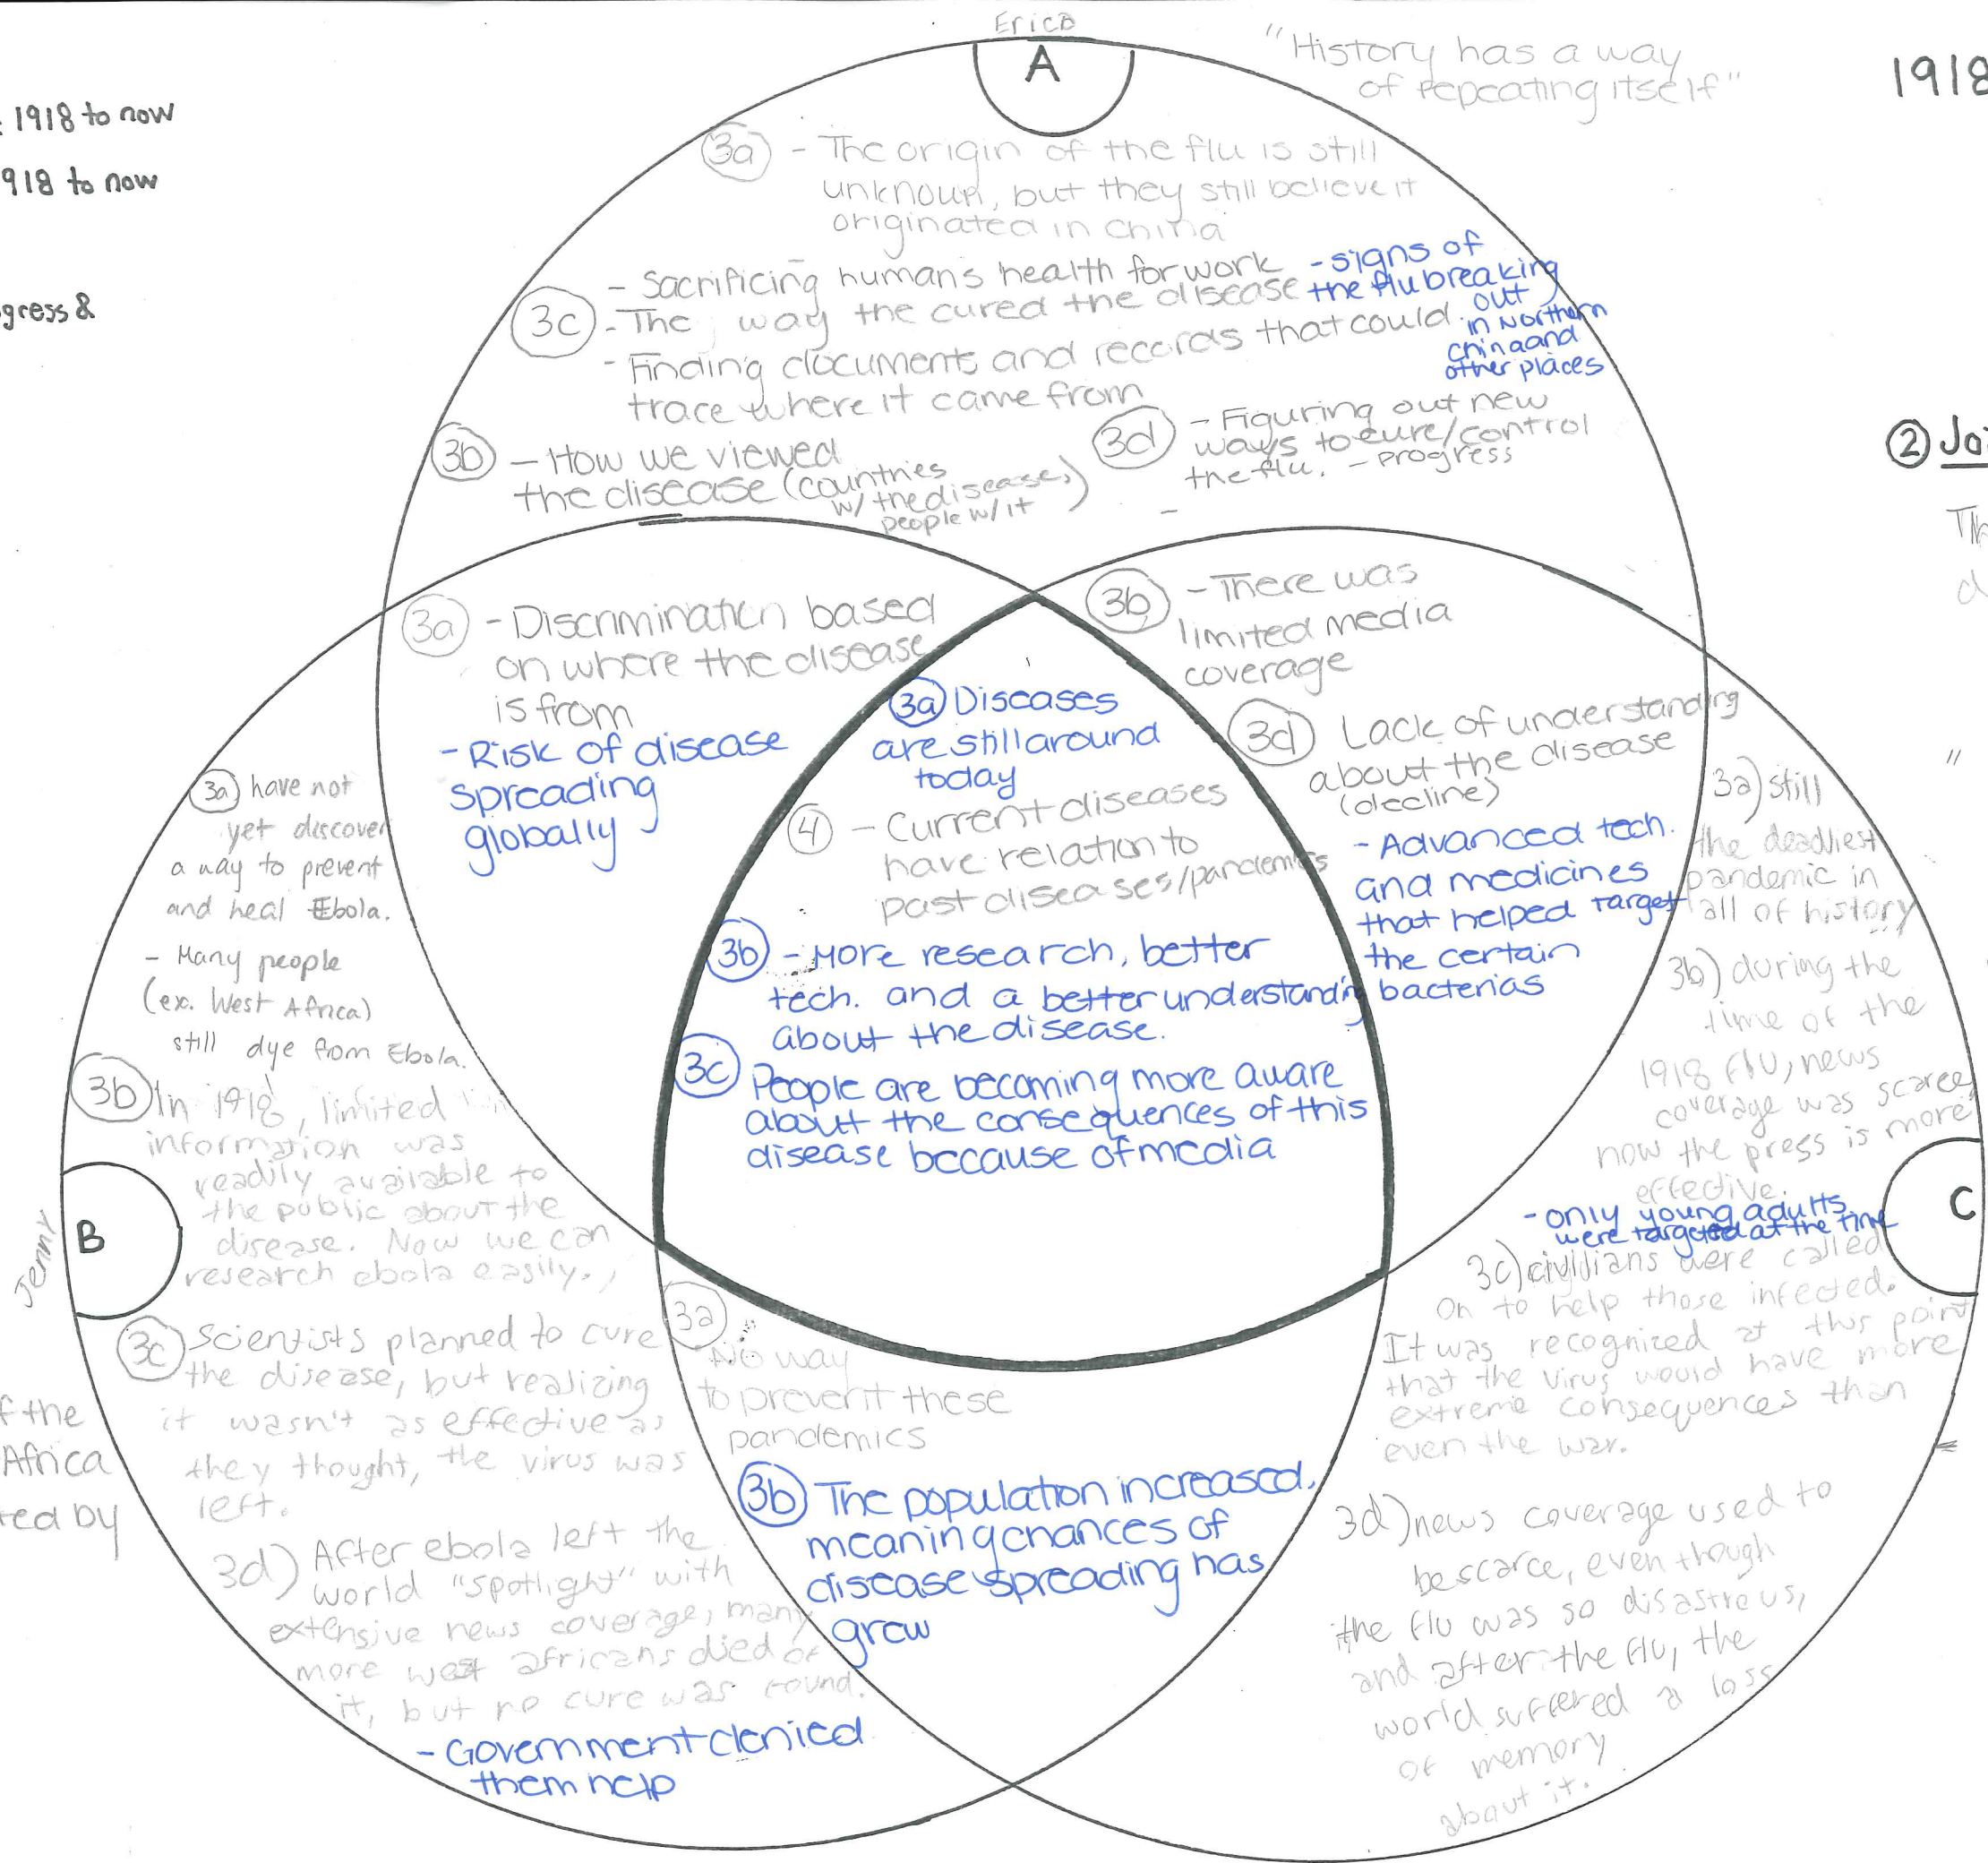 Erica
A
"History has a way
of repeating itself"
1918
: 1918 to now
918 to now
gress &
② Jo
Th
d
"
3a - The origin of the flu is still
unknown, but they still believe it
originated in china
- Sacrificing humans health for work
3c - The way the cured the disease
- Finding documents and records that could
trace where it came from
- signs of
the flu breaking
out
in Northern
china and
other places
3b - How we viewed
the disease (countries
w/ the diseases,
people w/ it)
3d - Figuring out new
ways to cure/control
the flu. - progress
-
3a - Discrimination based
on where the disease
is from
- Risk of disease
spreading
globally
3b - There was
limited media
coverage
3d Lack of understanding
about the disease
(decline)
- Advanced tech.
and medicines
that helped target
the certain
bacterias
3a Diseases
are still around
today
4 - Current diseases
have relation to
past diseases/pandemics
3b - More research, better
tech. and a better understanding
about the disease.
3c People are becoming more aware
about the consequences of this
disease because of media
3a have not
yet discover
a way to prevent
and heal Ebola.
- Many people
(ex. West Africa)
still dye from Ebola.
3b In 1918, limited
information was
readily available to
the public about the
disease. Now we can
research ebola easily.
Jenny
B
3c Scientists planned to cure
the disease, but realizing
it wasn't as effective as
they thought, the virus was
left.
3d) After ebola left the
world "spotlight" with
extensive news coverage, many
more west africans died of
it, but no cure was found.
- Government denied
them help
f the
Africa
ted by
3a
No way
to prevent these
pandemics
3b The population increased,
meaning chances of
disease spreading has
grew
3a) still
the deadliest
pandemic in
all of history
3b) during the
time of the
1918 flu, news
coverage was scarce
now the press is more
effective.
- only young adults
were targeted at the time
C
3c) civilians were called
on to help those infected.
It was recognized at this point
that the virus would have more
extreme consequences than
even the war.
3d) news coverage used to
be scarce, even though
the flu was so disastreous,
and after the flu, the
world suffered a loss
of memory
about it.